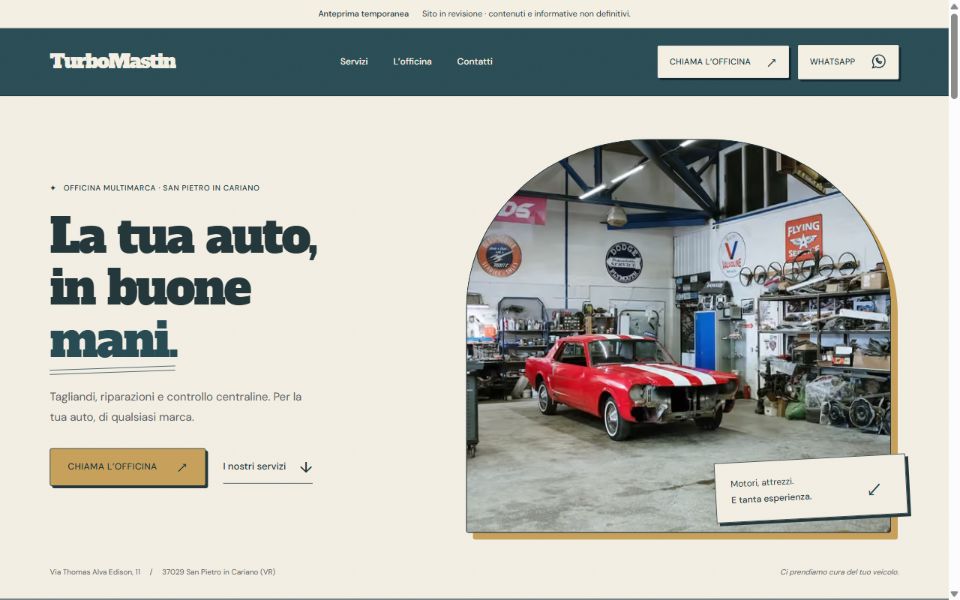 Anteprima temporanea Sito in revisione · contenuti e informative non definitivi.
TurboMastin
Servizi L'officina Contatti
CHIAMA L'OFFICINA ↗
WHATSAPP
✦ OFFICINA MULTIMARCA · SAN PIETRO IN CARIANO
La tua auto,
in buone
mani.
Tagliandi, riparazioni e controllo centraline. Per la
tua auto, di qualsiasi marca.
CHIAMA L'OFFICINA ↗
I nostri servizi ↓
DS
DODGE
PLYMOUTH
VALVOLINE
FLYING
Motori, attrezzi.
E tanta esperienza. ↙
Via Thomas Alva Edison, 11 / 37029 San Pietro in Cariano (VR)
Ci prendiamo cura del tuo veicolo.